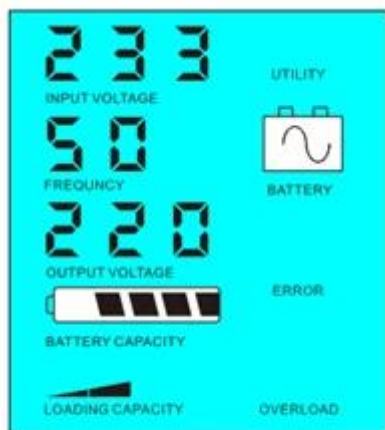 233
INPUT VOLTAGE
UTILITY
50
FREQUNCY
BATTERY
220
OUTPUT VOLTAGE
ERROR
BATTERY CAPACITY
LOADING CAPACITY
OVERLOAD